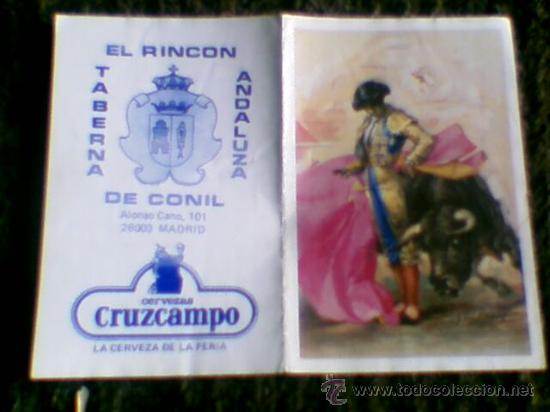 EL RINCON
TABERNA
ANDALUZA
DE CONIL
Alonso Cano, 101
28003 MADRID
cervezas
Cruzcampo
LA CERVEZA DE LA FERIA
www.todocoleccion.net